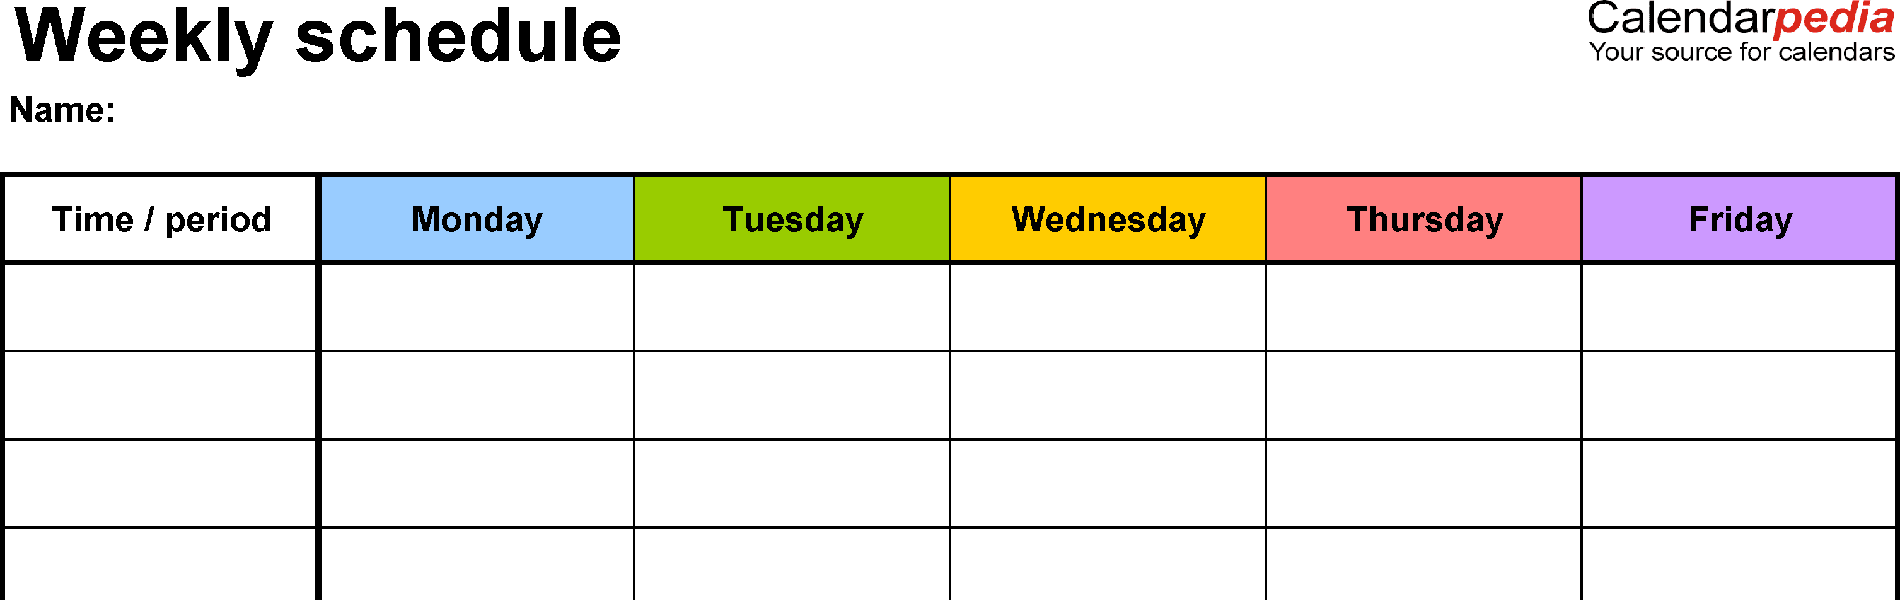 Weekly schedule
Calendarpedia
Your source for calendars
Name:
Time / period Monday Tuesday Wednesday Thursday Friday